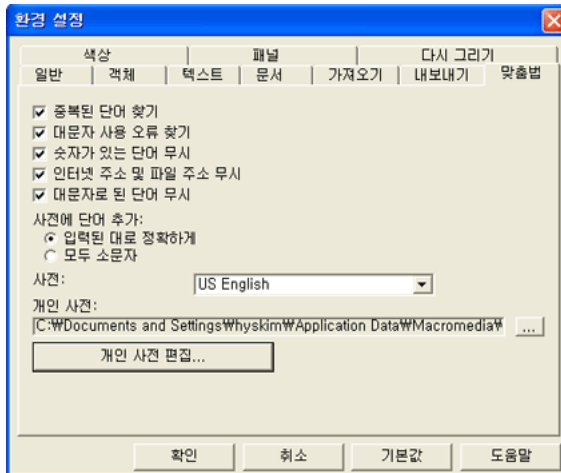 환경 설정
색상 패널 다시 그리기
일반 객체 텍스트 문서 가져오기 내보내기 맞춤법
중복된 단어 찾기
대문자 사용 오류 찾기
숫자가 있는 단어 무시
인터넷 주소 및 파일 주소 무시
대문자로 된 단어 무시
사전에 단어 추가:
입력된 대로 정확하게
모두 소문자
사전: US English
개인 사전:
C:₩Documents and Settings₩hyskim₩Application Data₩Macromedia₩ ...
개인 사전 편집...
확인 취소 기본값 도움말